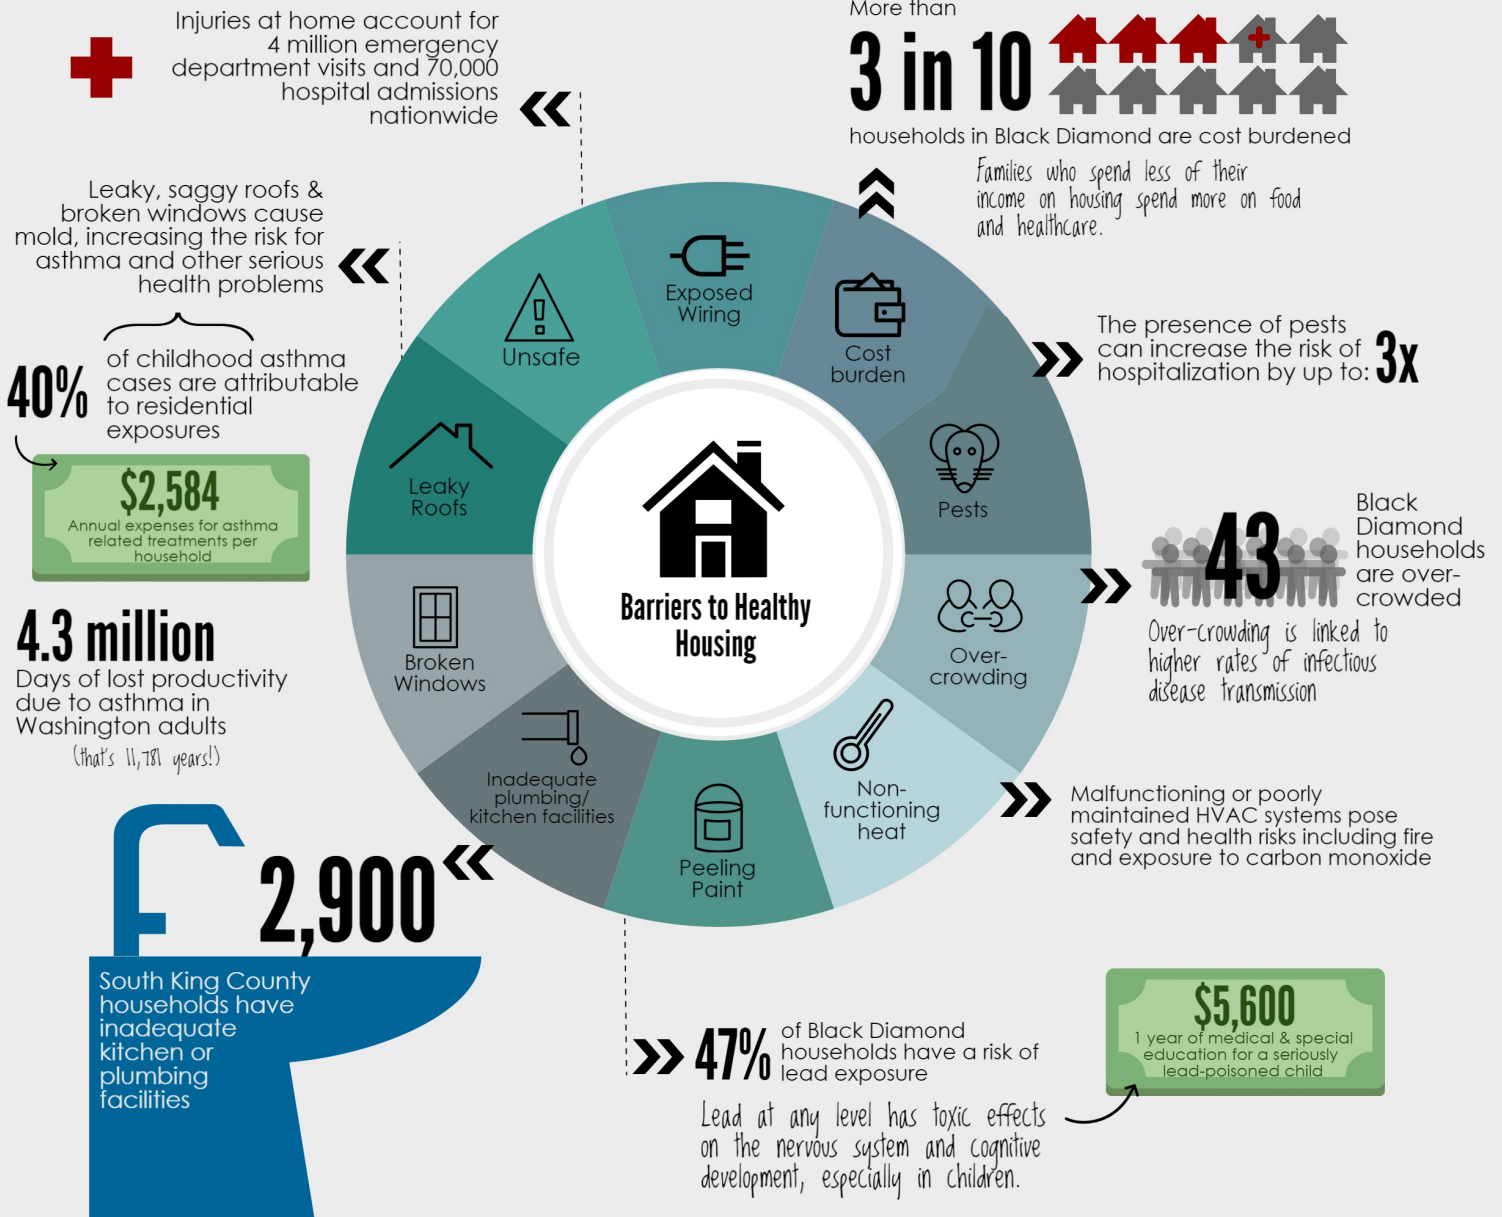 Injuries at home account for
4 million emergency
department visits and 70,000
hospital admissions
nationwide
More than
3 in 10
households in Black Diamond are cost burdened
Families who spend less of their
income on housing spend more on food
and healthcare.
Leaky, saggy roofs &
broken windows cause
mold, increasing the risk for
asthma and other serious
health problems
40%
of childhood asthma
cases are attributable
to residential
exposures
$2,584
Annual expenses for asthma
related treatments per
household
4.3 million
Days of lost productivity
due to asthma in
Washington adults
(that's 11,781 years!)
Exposed
Wiring
Unsafe
Cost
burden
Leaky
Roofs
Pests
Barriers to Healthy
Housing
Broken
Windows
Over-
crowding
Inadequate
plumbing/
kitchen facilities
Non-
functioning
heat
Peeling
Paint
The presence of pests
can increase the risk of
hospitalization by up to: 3x
43
Black
Diamond
households
are over-
crowded
Over-crowding is linked to
higher rates of infectious
disease transmission
Malfunctioning or poorly
maintained HVAC systems pose
safety and health risks including fire
and exposure to carbon monoxide
2,900
South King County
households have
inadequate
kitchen or
plumbing
facilities
47%
of Black Diamond
households have a risk of
lead exposure
Lead at any level has toxic effects
on the nervous system and cognitive
development, especially in children.
$5,600
1 year of medical & special
education for a seriously
lead-poisoned child